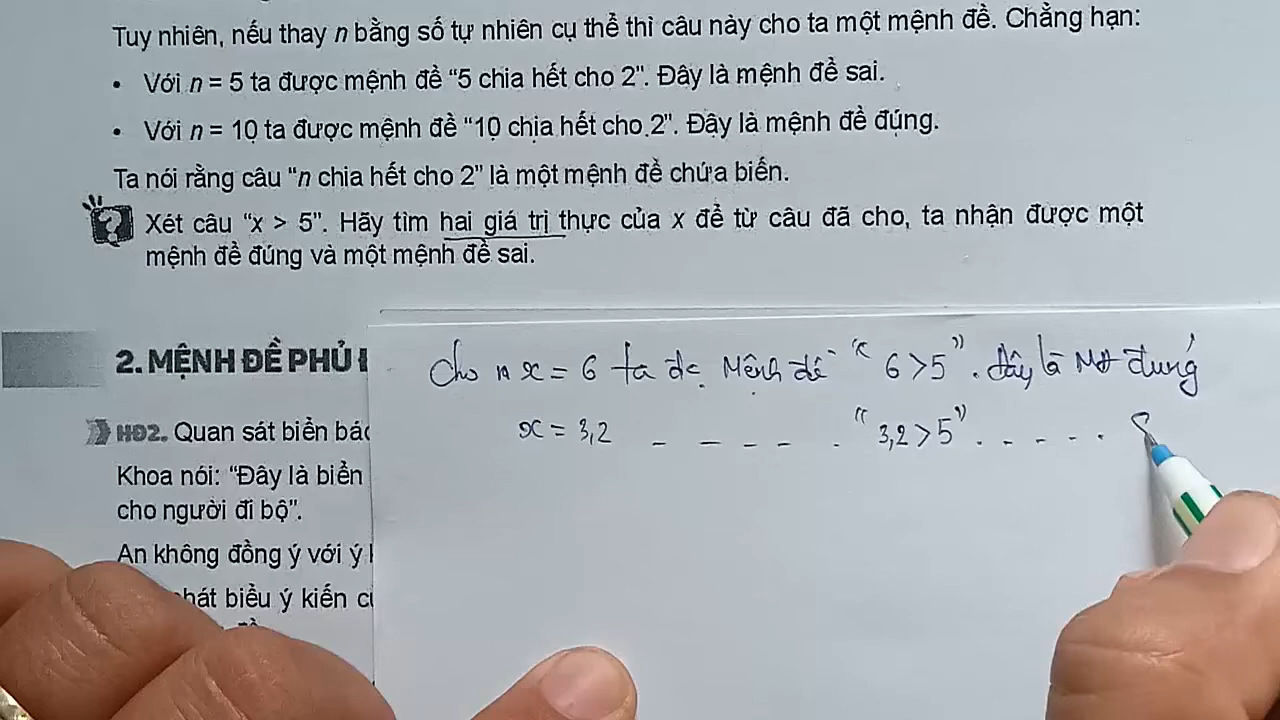 Tuy nhiên, nếu thay n bằng số tự nhiên cụ thể thì câu này cho ta một mệnh đề. Chẳng hạn:
• Với n = 5 ta được mệnh đề “5 chia hết cho 2”. Đây là mệnh đề sai.
• Với n = 10 ta được mệnh đề “10 chia hết cho 2”. Đây là mệnh đề đúng.
Ta nói rằng câu “n chia hết cho 2” là một mệnh đề chứa biến.
Xét câu “x > 5”. Hãy tìm hai giá trị thực của x để từ câu đã cho, ta nhận được một
mệnh đề đúng và một mệnh đề sai.
Cho x = 6 ta đc mệnh đề “6 > 5”. đây là MĐ đúng
x = 3,2 _ _ _ _ . “3,2 > 5”. - - - - . S
2. MỆNH ĐỀ PHỦ
HĐ2. Quan sát biển báo
Khoa nói: “Đây là biển
cho người đi bộ”.
An không đồng ý với ý
phát biểu ý kiến